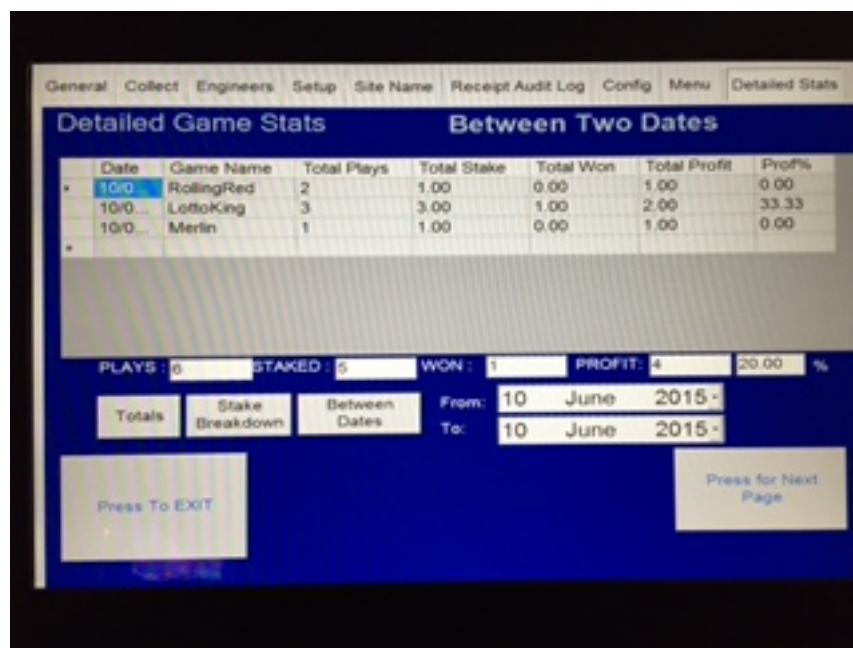 General Collect Engineers Setup Site Name Receipt Audit Log Config Menu Detailed Stats
Detailed Game Stats Between Two Dates
Date Game Name Total Plays Total Stake Total Won Total Profit Prof%
10/0... RollingRed 2 1.00 0.00 1.00 0.00
10/0... LottoKing 3 3.00 1.00 2.00 33.33
10/0... Merlin 1 1.00 0.00 1.00 0.00
PLAYS : 6 STAKED : 5 WON : 1 PROFIT: 4 20.00 %
Totals Stake Breakdown Between Dates
From: 10 June 2015
To: 10 June 2015
Press To EXIT
Press for Next
Page